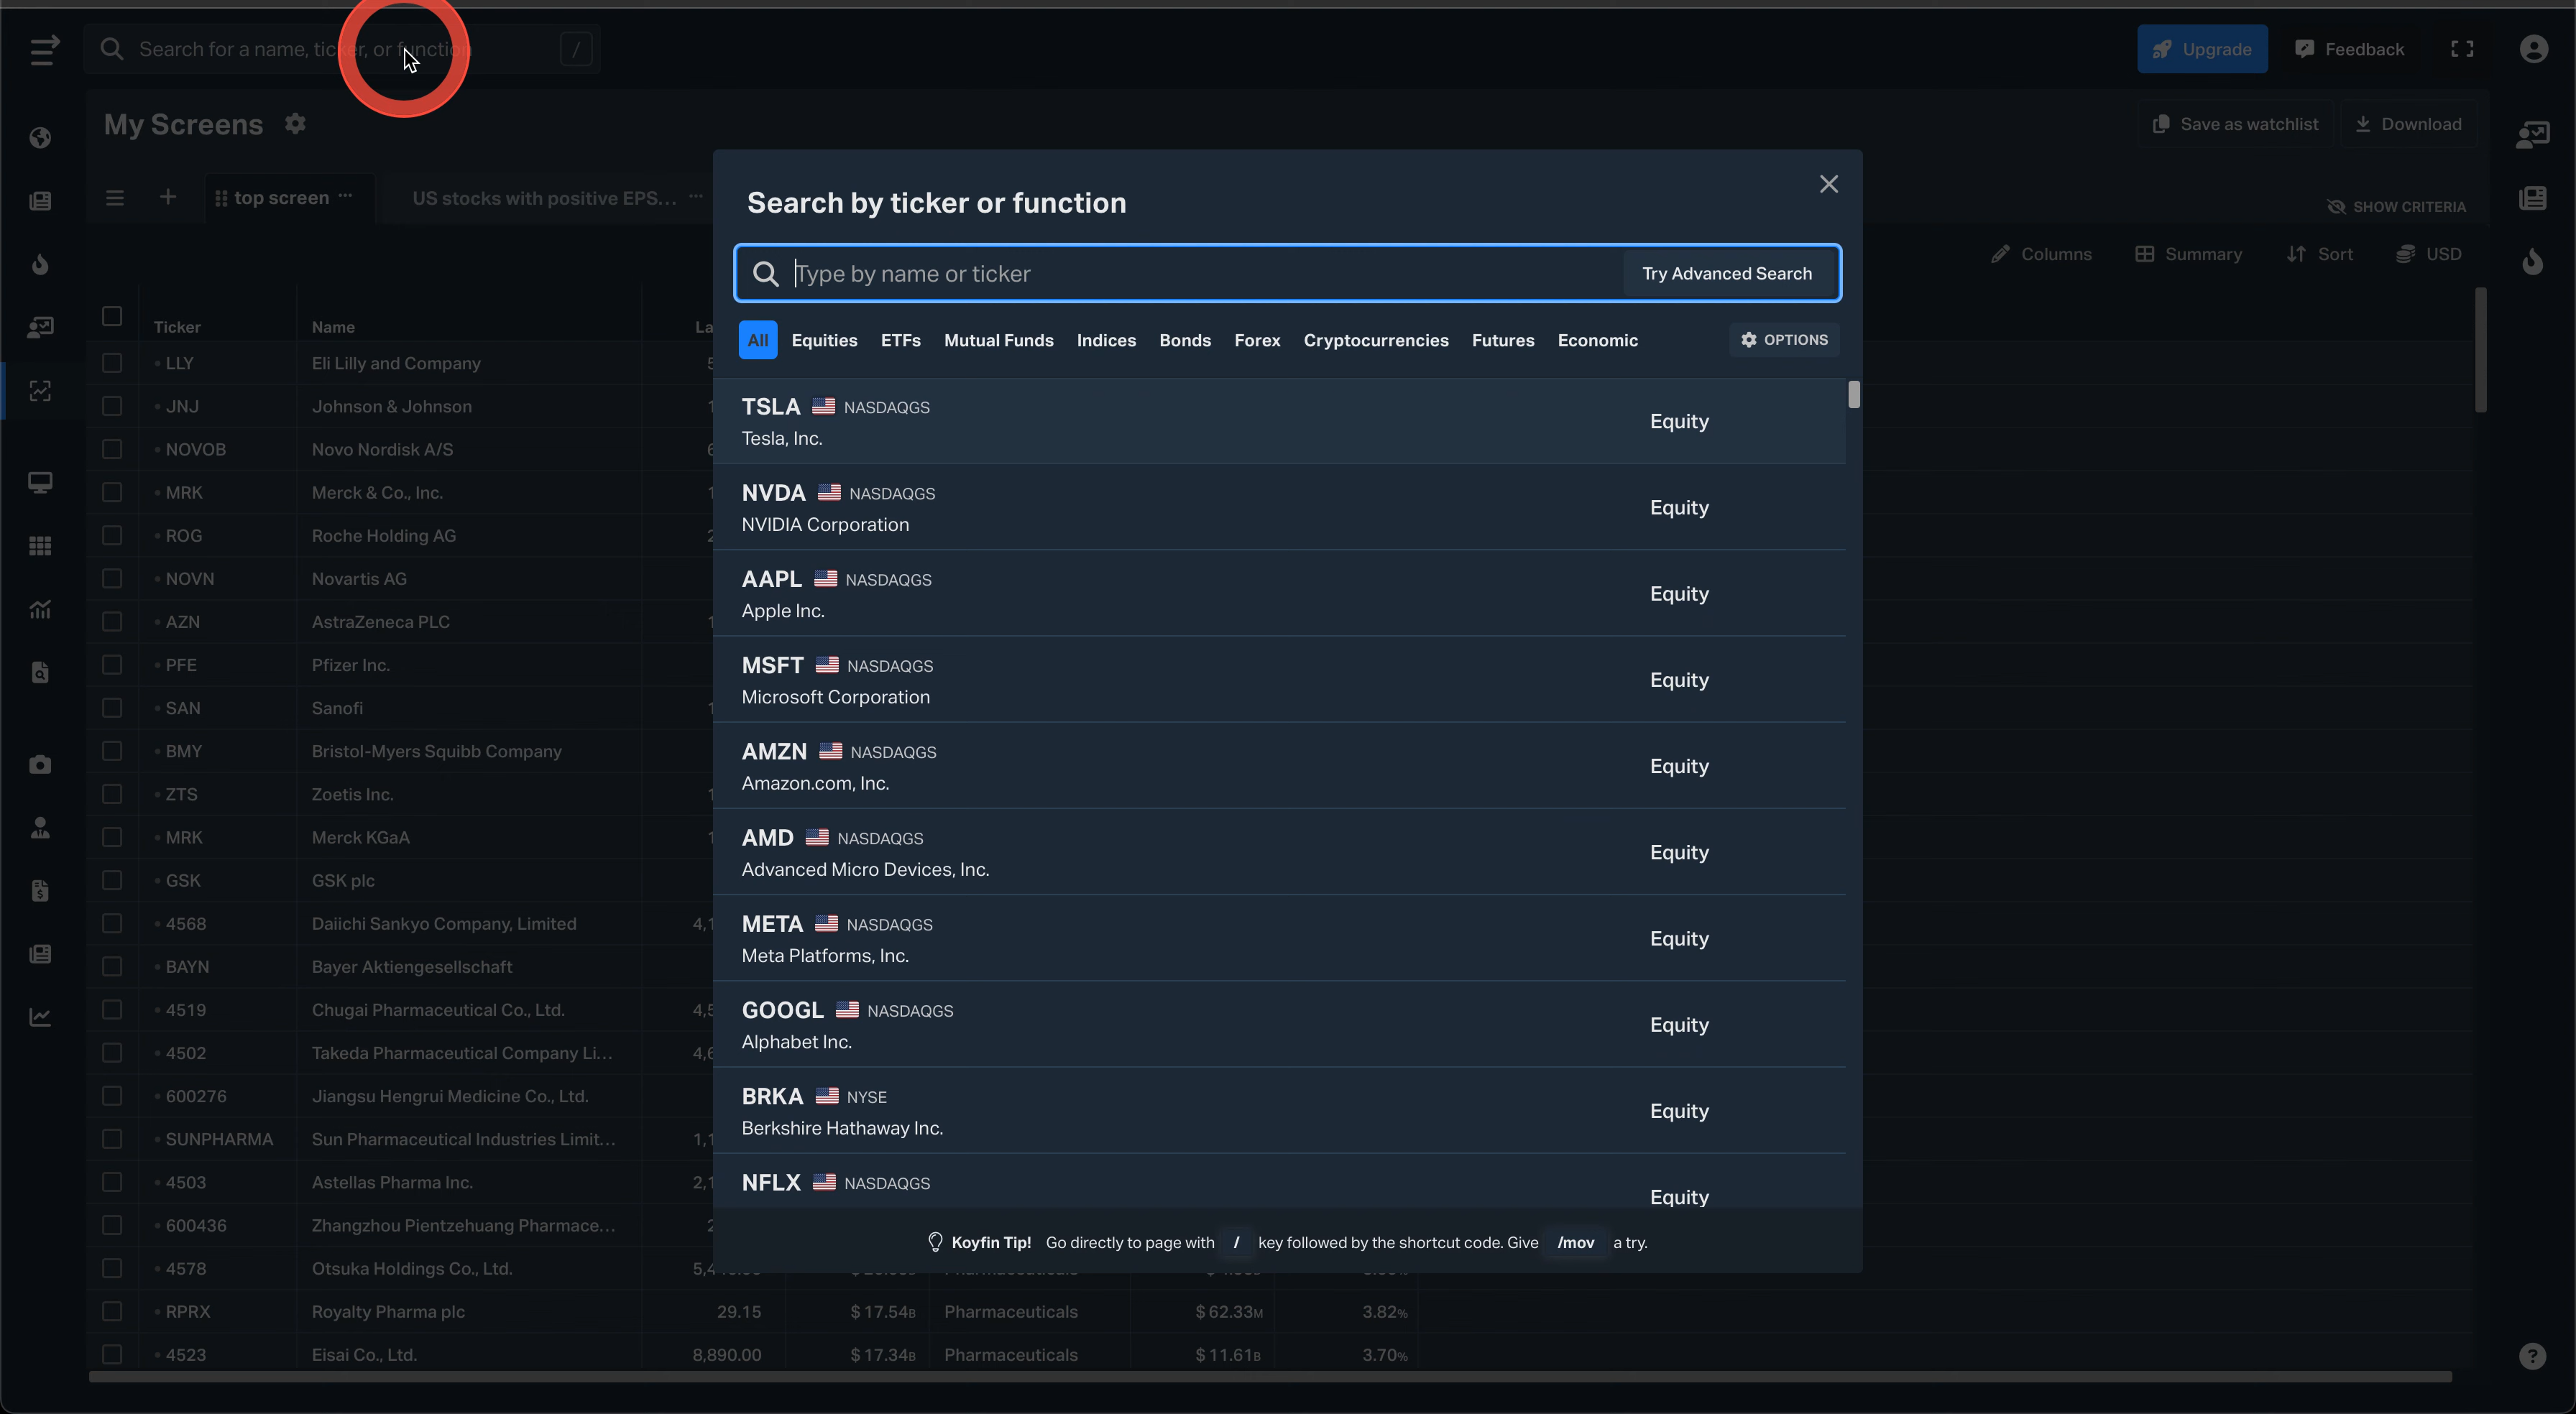 Search for a name, ticker, or function /
Upgrade
Feedback
My Screens
Save as watchlist
Download
top screen ...
US stocks with positive EPS... ...
SHOW CRITERIA
Columns
Summary
Sort
USD
Search by ticker or function
Type by name or ticker
Try Advanced Search
All Equities ETFs Mutual Funds Indices Bonds Forex Cryptocurrencies Futures Economic
OPTIONS
TSLA NASDAQGS
Tesla, Inc.
Equity
NVDA NASDAQGS
NVIDIA Corporation
Equity
AAPL NASDAQGS
Apple Inc.
Equity
MSFT NASDAQGS
Microsoft Corporation
Equity
AMZN NASDAQGS
Amazon.com, Inc.
Equity
AMD NASDAQGS
Advanced Micro Devices, Inc.
Equity
META NASDAQGS
Meta Platforms, Inc.
Equity
GOOGL NASDAQGS
Alphabet Inc.
Equity
BRKA NYSE
Berkshire Hathaway Inc.
Equity
NFLX NASDAQGS
Equity
Koyfin Tip! Go directly to page with / key followed by the shortcut code. Give /mov a try.
Ticker Name
LLY Eli Lilly and Company
JNJ Johnson & Johnson
NOVOB Novo Nordisk A/S
MRK Merck & Co., Inc.
ROG Roche Holding AG
NOVN Novartis AG
AZN AstraZeneca PLC
PFE Pfizer Inc.
SAN Sanofi
BMY Bristol-Myers Squibb Company
ZTS Zoetis Inc.
MRK Merck KGaA
GSK GSK plc
4568 Daiichi Sankyo Company, Limited
BAYN Bayer Aktiengesellschaft
4519 Chugai Pharmaceutical Co., Ltd.
4502 Takeda Pharmaceutical Company Li...
600276 Jiangsu Hengrui Medicine Co., Ltd.
SUNPHARMA Sun Pharmaceutical Industries Limit...
4503 Astellas Pharma Inc.
600436 Zhangzhou Pientzehuang Pharmace...
4578 Otsuka Holdings Co., Ltd.
RPRX Royalty Pharma plc 29.15 $ 17.54B Pharmaceuticals $ 62.33M 3.82%
4523 Eisai Co., Ltd. 8,890.00 $ 17.34B Pharmaceuticals $ 11.61B 3.70%